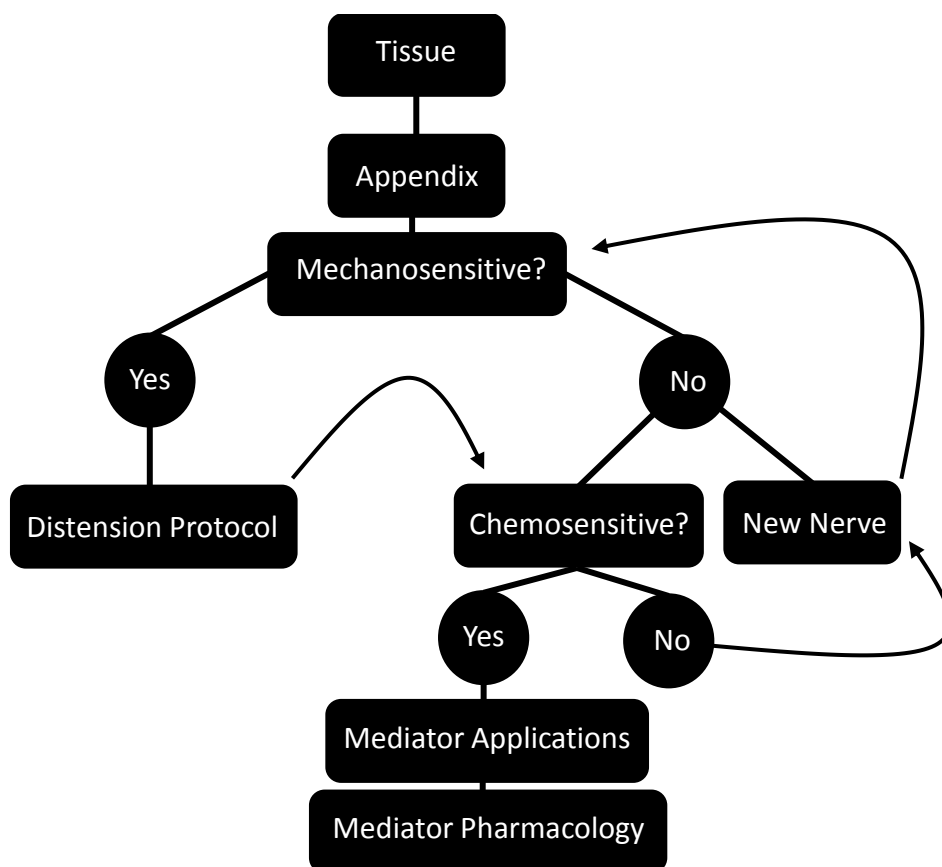 Tissue
Appendix
Mechanosensitive?
Yes
No
Distension Protocol
Chemosensitive?
New Nerve
Yes
No
Mediator Applications
Mediator Pharmacology